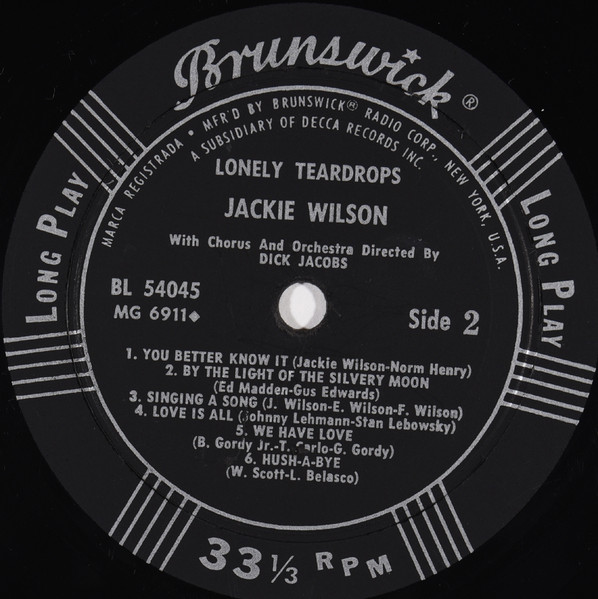 Brunswick®
MARCA REGISTRADA • MFR'D BY BRUNSWICK® RADIO CORP., NEW YORK, U.S.A.
A SUBSIDIARY OF DECCA RECORDS INC.
LONELY TEARDROPS
JACKIE WILSON
With Chorus And Orchestra Directed By
DICK JACOBS
BL 54045
MG 6911◆
Side 2
LONG PLAY
LONG PLAY
1. YOU BETTER KNOW IT (Jackie Wilson-Norm Henry)
2. BY THE LIGHT OF THE SILVERY MOON
(Ed Madden-Gus Edwards)
3. SINGING A SONG (J. Wilson-E. Wilson-F. Wilson)
4. LOVE IS ALL (Johnny Lehmann-Stan Lebowsky)
5. WE HAVE LOVE
(B. Gordy Jr.-T. arlo-G. Gordy)
6. HUSH-A-BYE
(W. Scott-L. Belasco)
33 1/3 RPM